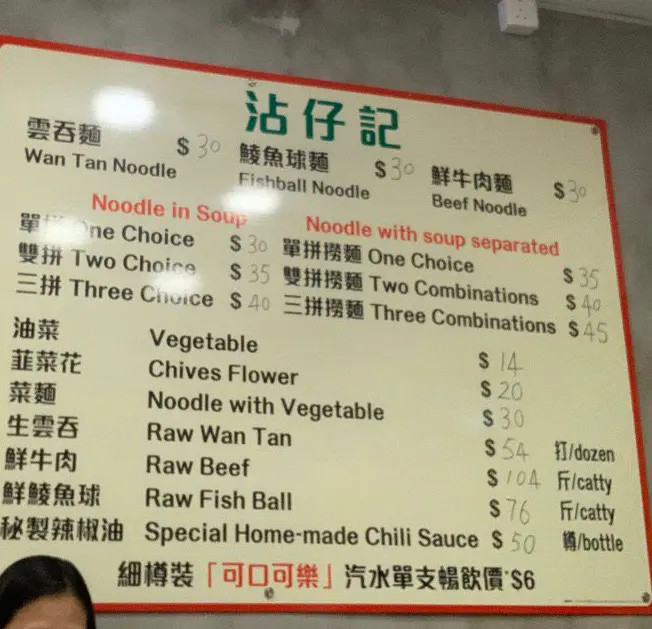 沾仔記
雲吞麵 $30 鯪魚球麵 $30 鮮牛肉麵 $30
Wan Tan Noodle Fishball Noodle Beef Noodle
Noodle in Soup Noodle with soup separated
單拼 One Choice $30 單拼撈麵 One Choice $35
雙拼 Two Choice $35 雙拼撈麵 Two Combinations $40
三拼 Three Choice $40 三拼撈麵 Three Combinations $45
油菜 Vegetable $14
韮菜花 Chives Flower $20
菜麵 Noodle with Vegetable $30
生雲吞 Raw Wan Tan $54 打/dozen
鮮牛肉 Raw Beef $104 斤/catty
鮮鯪魚球 Raw Fish Ball $76 斤/catty
秘製辣椒油 Special Home-made Chili Sauce $50 樽/bottle
細樽裝「可口可樂」汽水單支暢飲價 $6